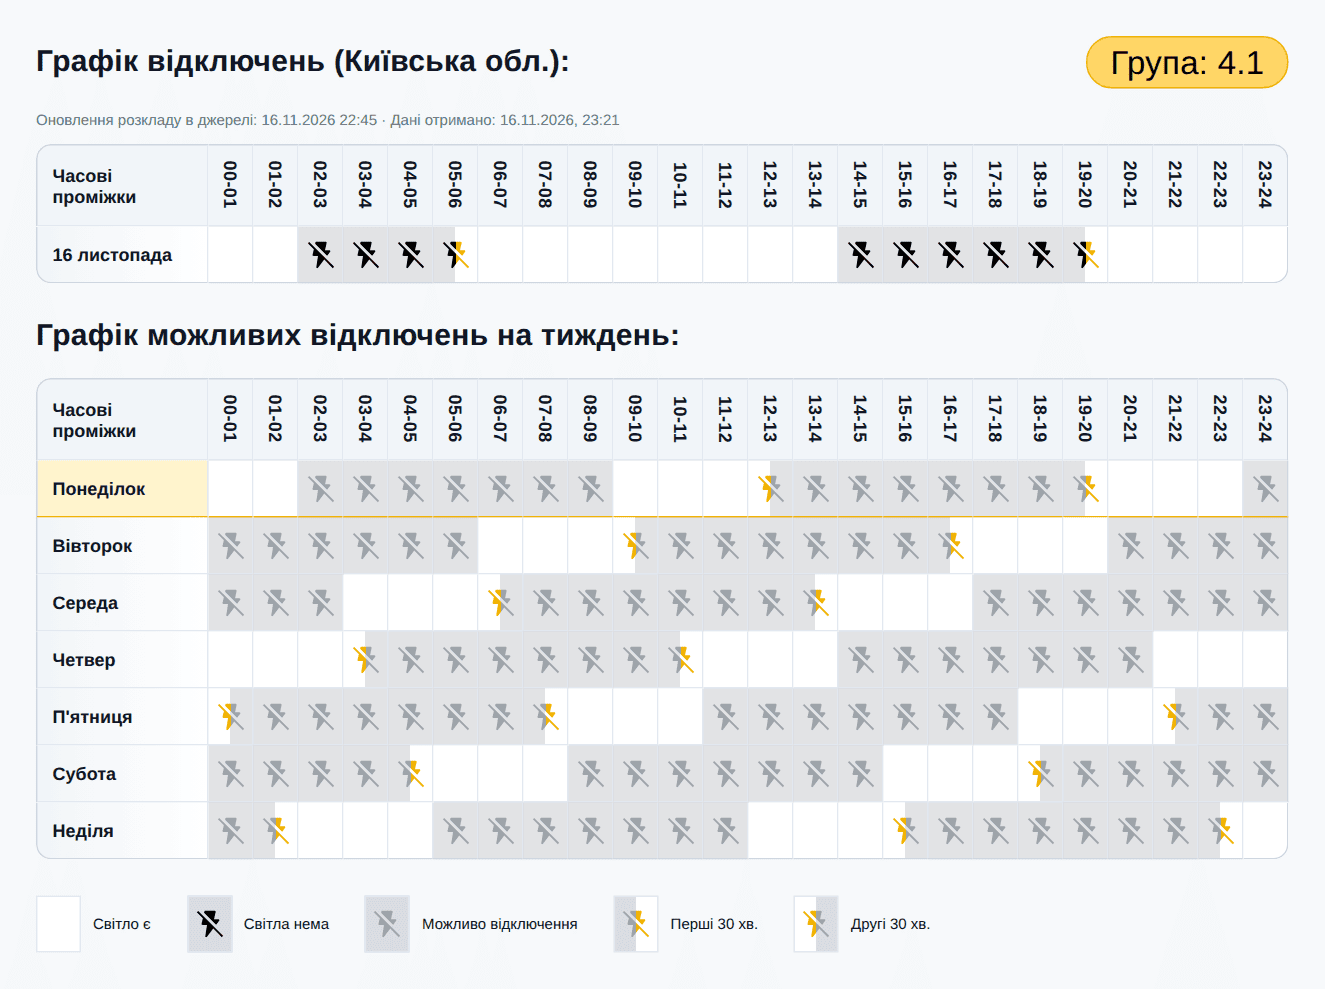 Графік відключень (Київська обл.):
Група: 4.1
Оновлення розкладу в джерелі: 16.11.2026 22:45 · Дані отримано: 16.11.2026, 23:21
Часові
проміжки
00-01 01-02 02-03 03-04 04-05 05-06 06-07 07-08 08-09 09-10 10-11 11-12 12-13 13-14 14-15 15-16 16-17 17-18 18-19 19-20 20-21 21-22 22-23 23-24
16 листопада
Графік можливих відключень на тиждень:
Часові
проміжки
00-01 01-02 02-03 03-04 04-05 05-06 06-07 07-08 08-09 09-10 10-11 11-12 12-13 13-14 14-15 15-16 16-17 17-18 18-19 19-20 20-21 21-22 22-23 23-24
Понеділок
Вівторок
Середа
Четвер
П'ятниця
Субота
Неділя
Світло є
Світла нема
Можливо відключення
Перші 30 хв.
Другі 30 хв.